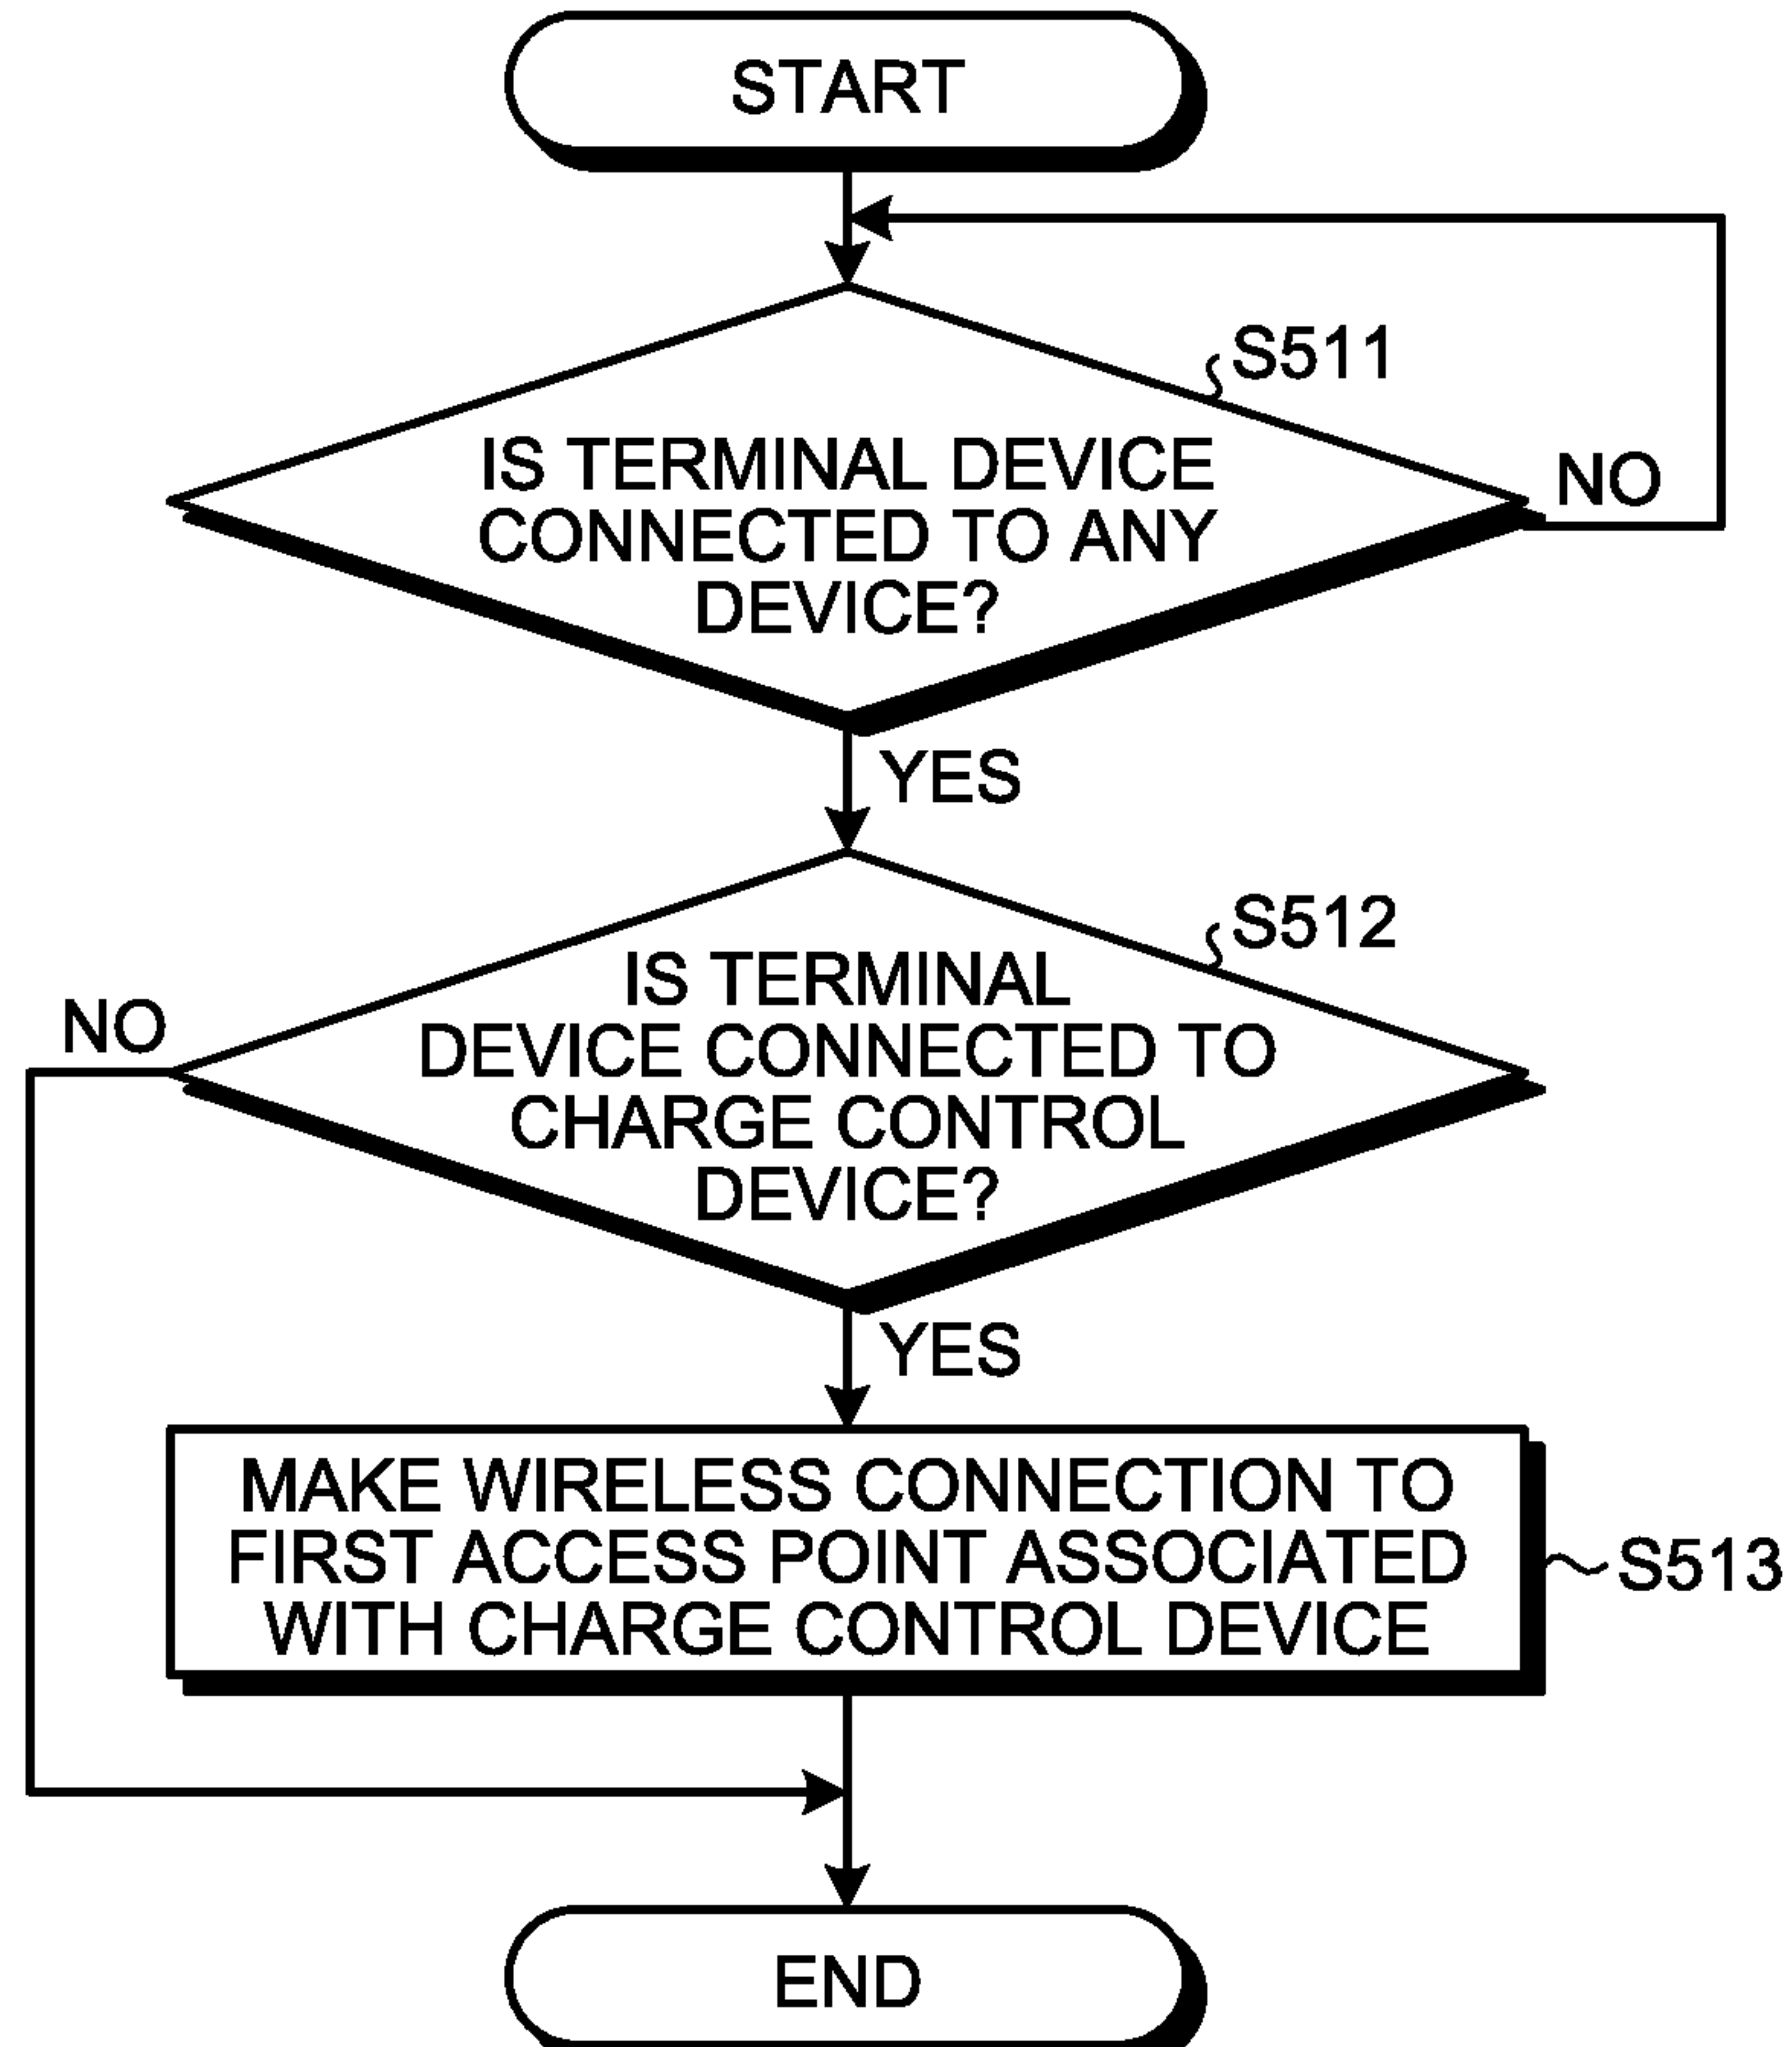 START
S511
IS TERMINAL DEVICE
CONNECTED TO ANY
DEVICE?
NO
YES
S512
IS TERMINAL
DEVICE CONNECTED TO
CHARGE CONTROL
DEVICE?
NO
YES
MAKE WIRELESS CONNECTION TO
FIRST ACCESS POINT ASSOCIATED
WITH CHARGE CONTROL DEVICE
S513
END